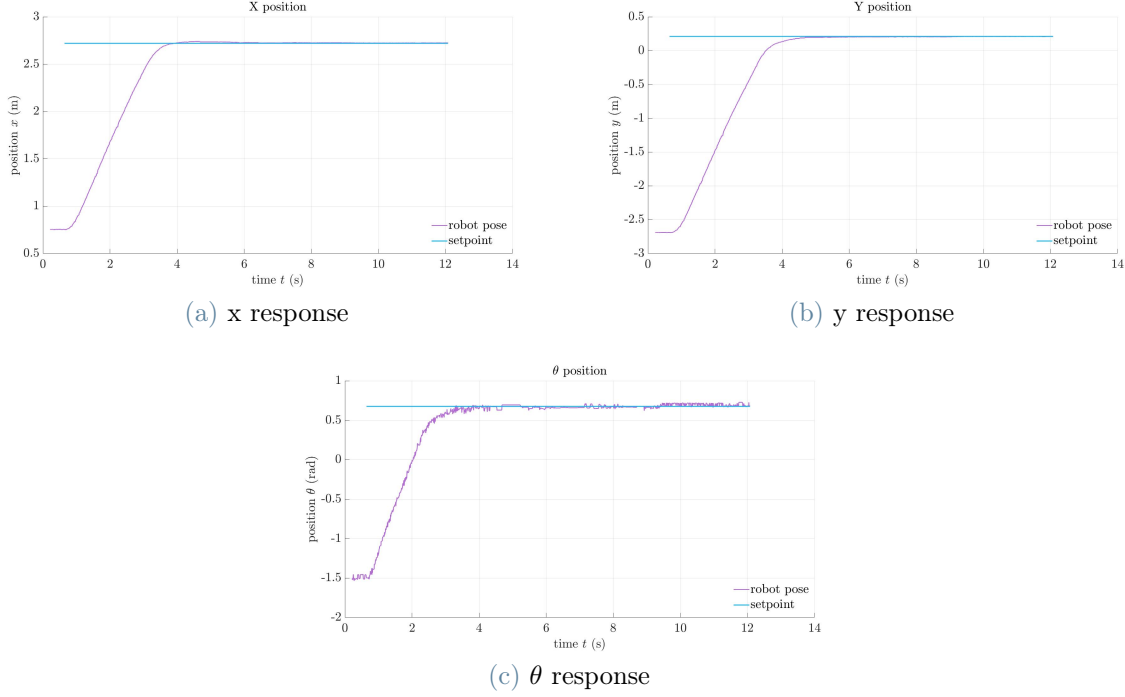 X position
3
2.5
2
1.5
1
0.5
position x (m)
0 2 4 6 8 10 12 14
time t (s)
robot pose
setpoint
(a) x response
Y position
0.5
0
-0.5
-1
-1.5
-2
-2.5
-3
position y (m)
0 2 4 6 8 10 12 14
time t (s)
robot pose
setpoint
(b) y response
θ position
1
0.5
0
-0.5
-1
-1.5
-2
position θ (rad)
0 2 4 6 8 10 12 14
time t (s)
robot pose
setpoint
(c) θ response